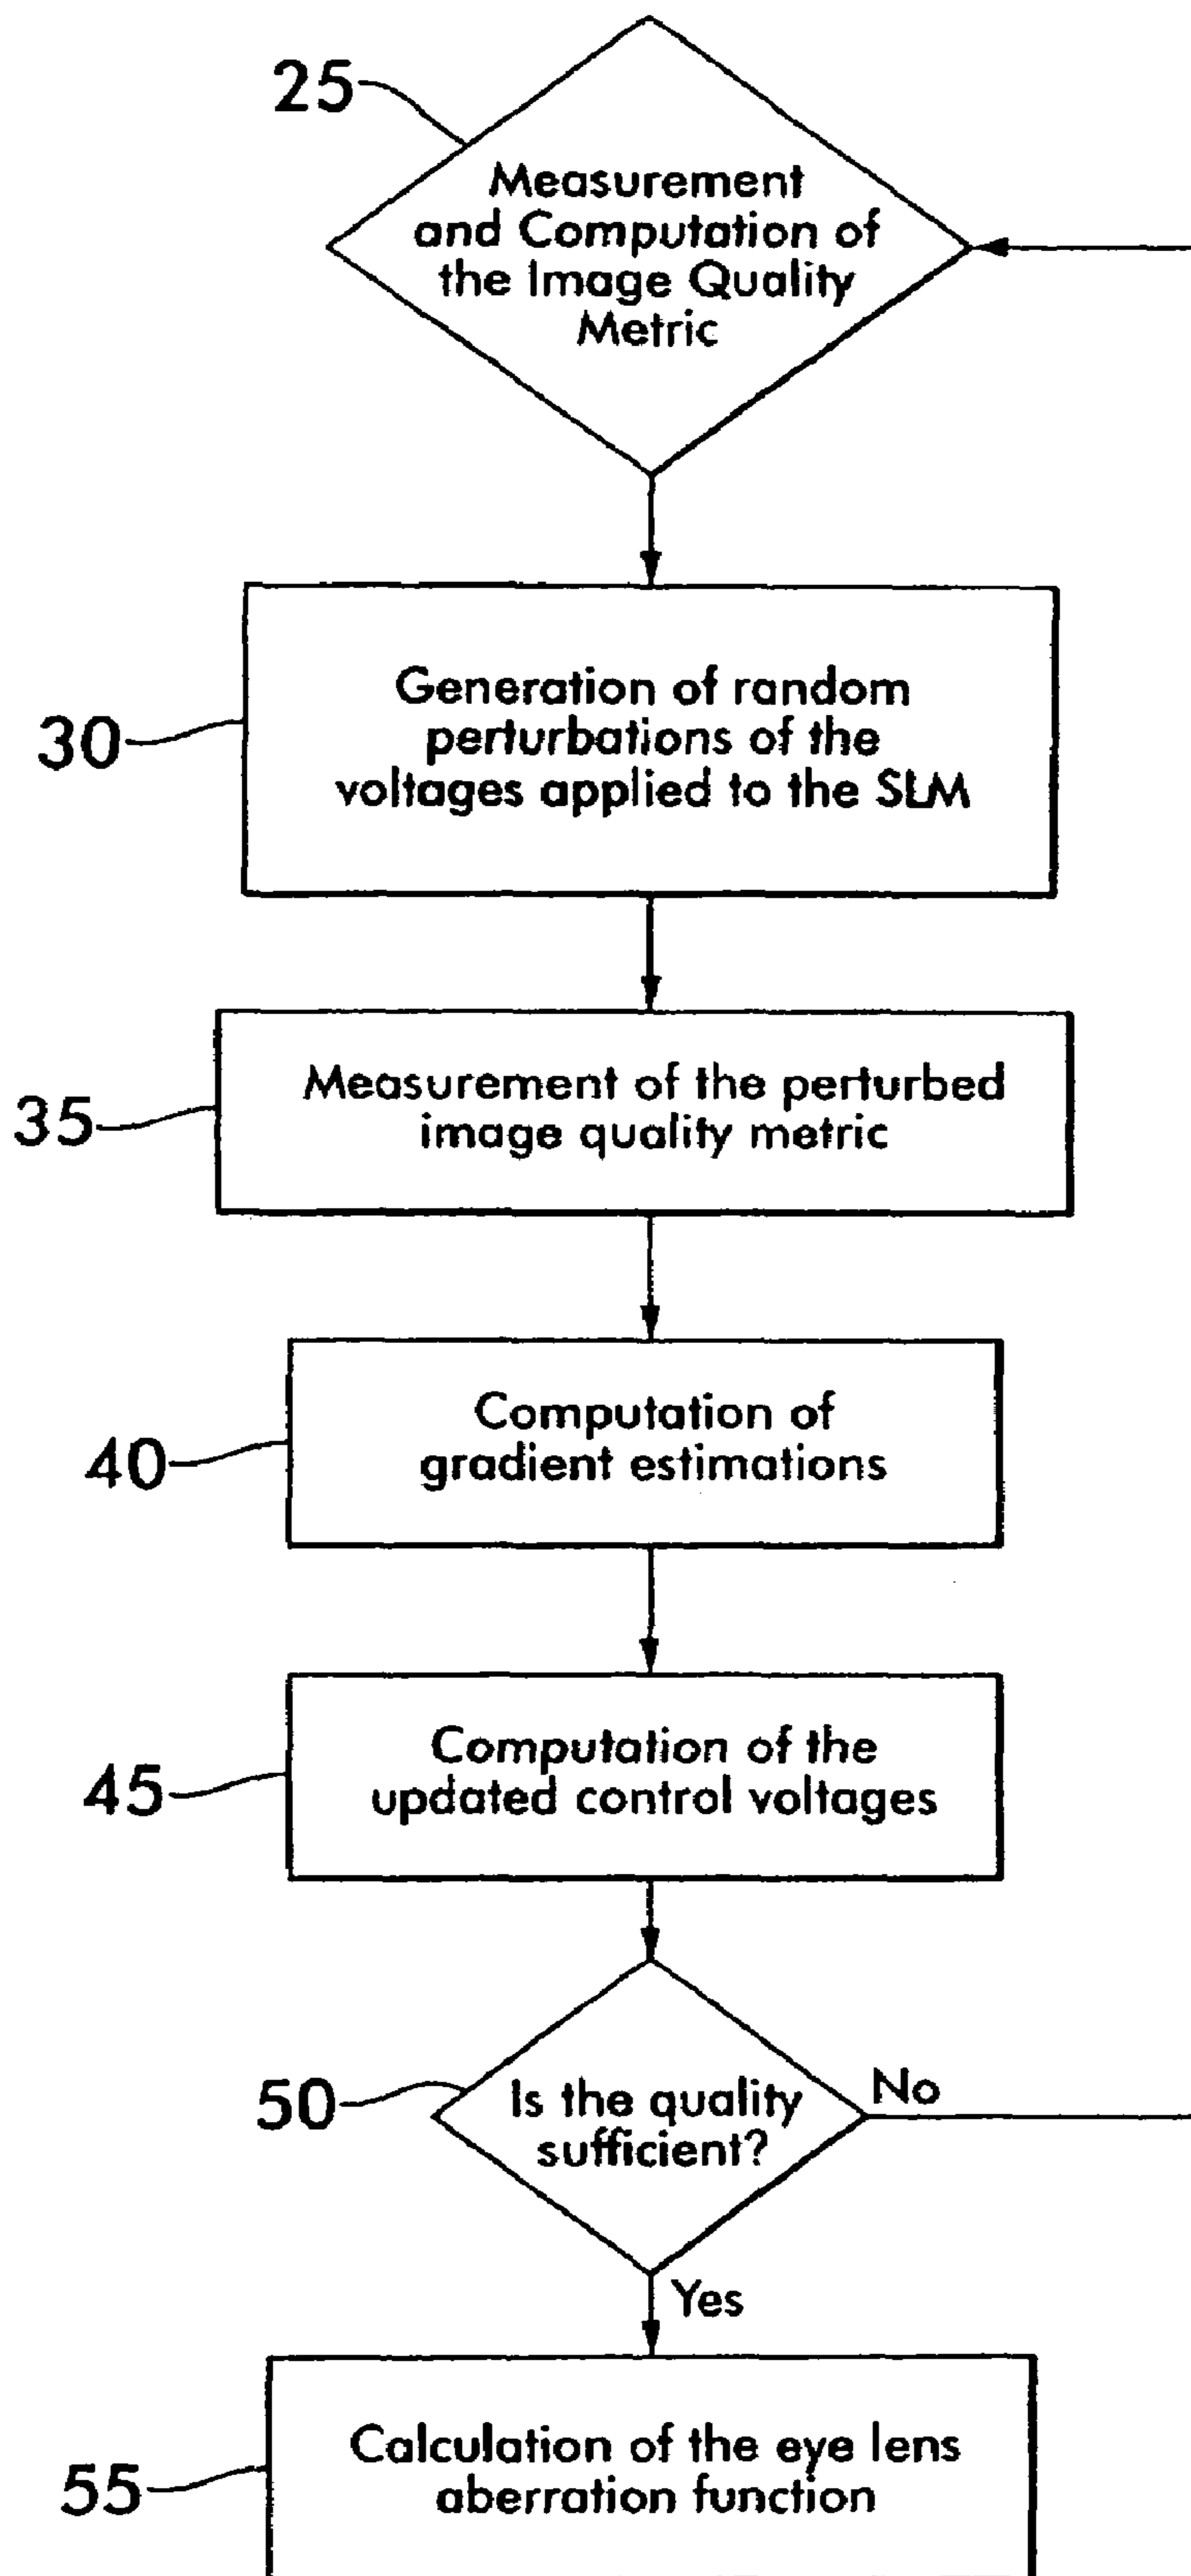 25
Measurement
and Computation of
the Image Quality
Metric
30
Generation of random
perturbations of the
voltages applied to the SLM
35
Measurement of the perturbed
image quality metric
40
Computation of
gradient estimations
45
Computation of the
updated control voltages
50
Is the quality
sufficient?
No
Yes
55
Calculation of the eye lens
aberration function